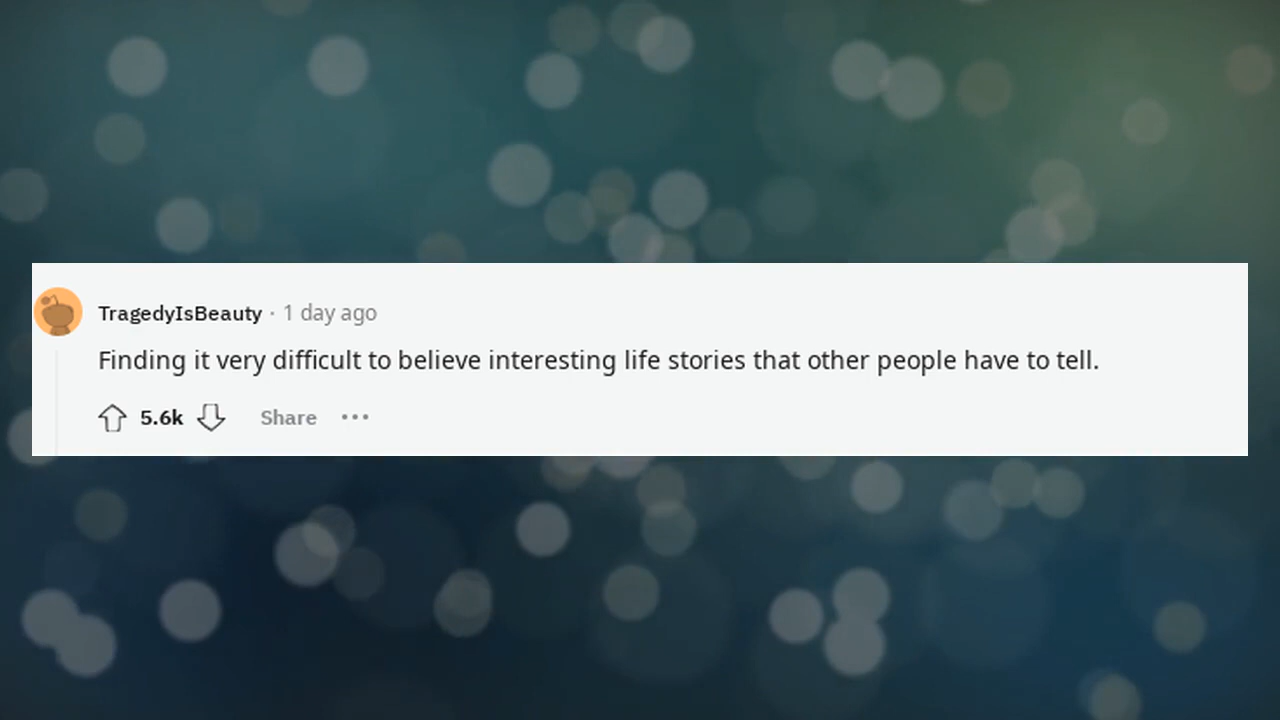 TragedyIsBeauty · 1 day ago
Finding it very difficult to believe interesting life stories that other people have to tell.
5.6k Share •••